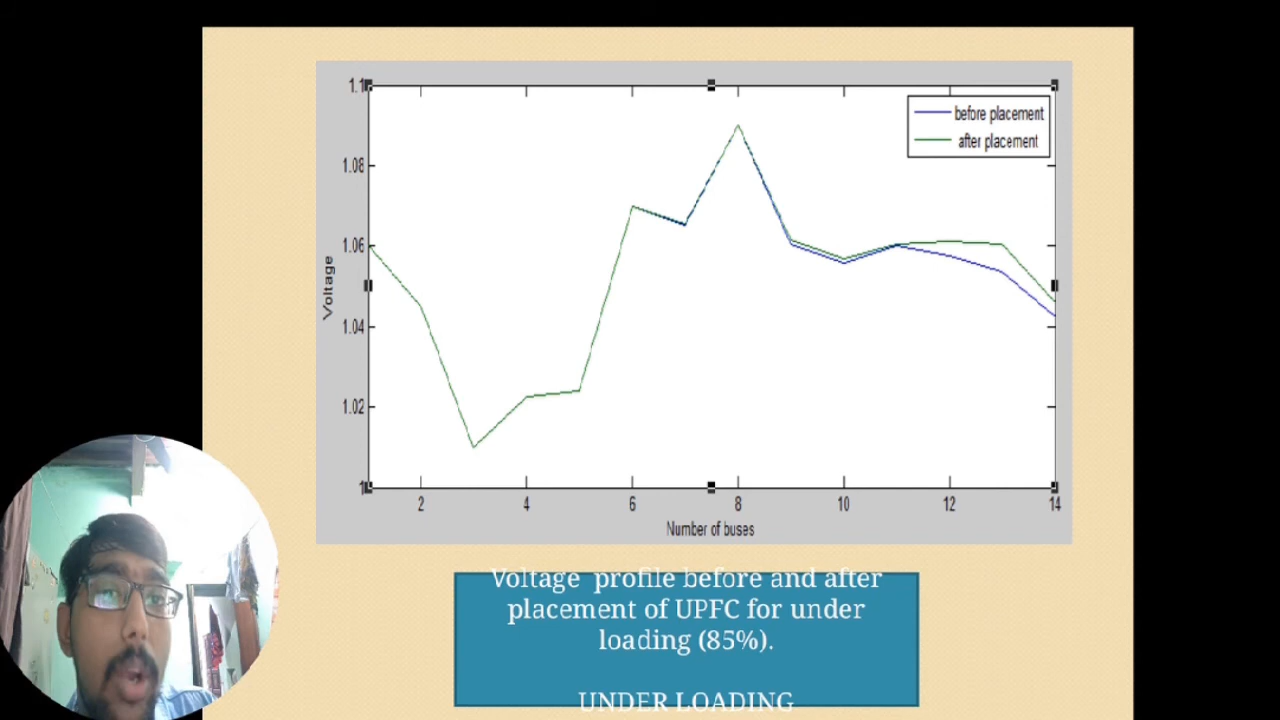 1.1
before placement
after placement
1.08
1.06
Voltage
1.04
1.02
1
2
4
6
8
10
12
14
Number of buses
Voltage profile before and after
placement of UPFC for under
loading (85%).
UNDER LOADING